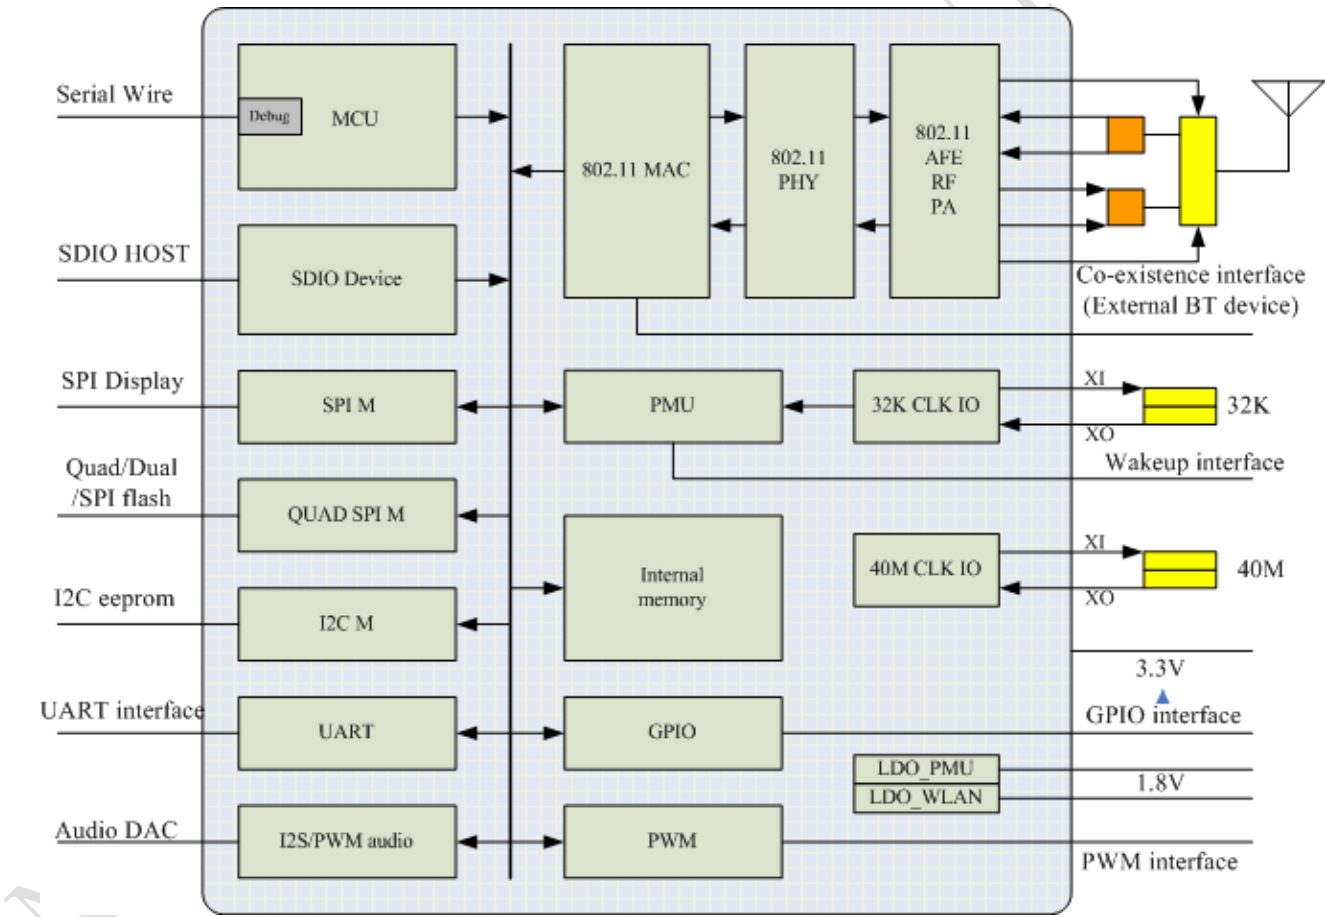 Serial Wire
Debug
MCU
SDIO HOST
SDIO Device
SPI Display
SPI M
Quad/Dual
/SPI flash
QUAD SPI M
I2C eeprom
I2C M
UART interface
UART
Audio DAC
I2S/PWM audio
802.11 MAC
802.11
PHY
802.11
AFE
RF
PA
Co-existence interface
(External BT device)
PMU
32K CLK IO
XI
XO
32K
Wakeup interface
Internal
memory
40M CLK IO
XI
XO
40M
3.3V
GPIO
GPIO interface
LDO_PMU
LDO_WLAN
1.8V
PWM
PWM interface